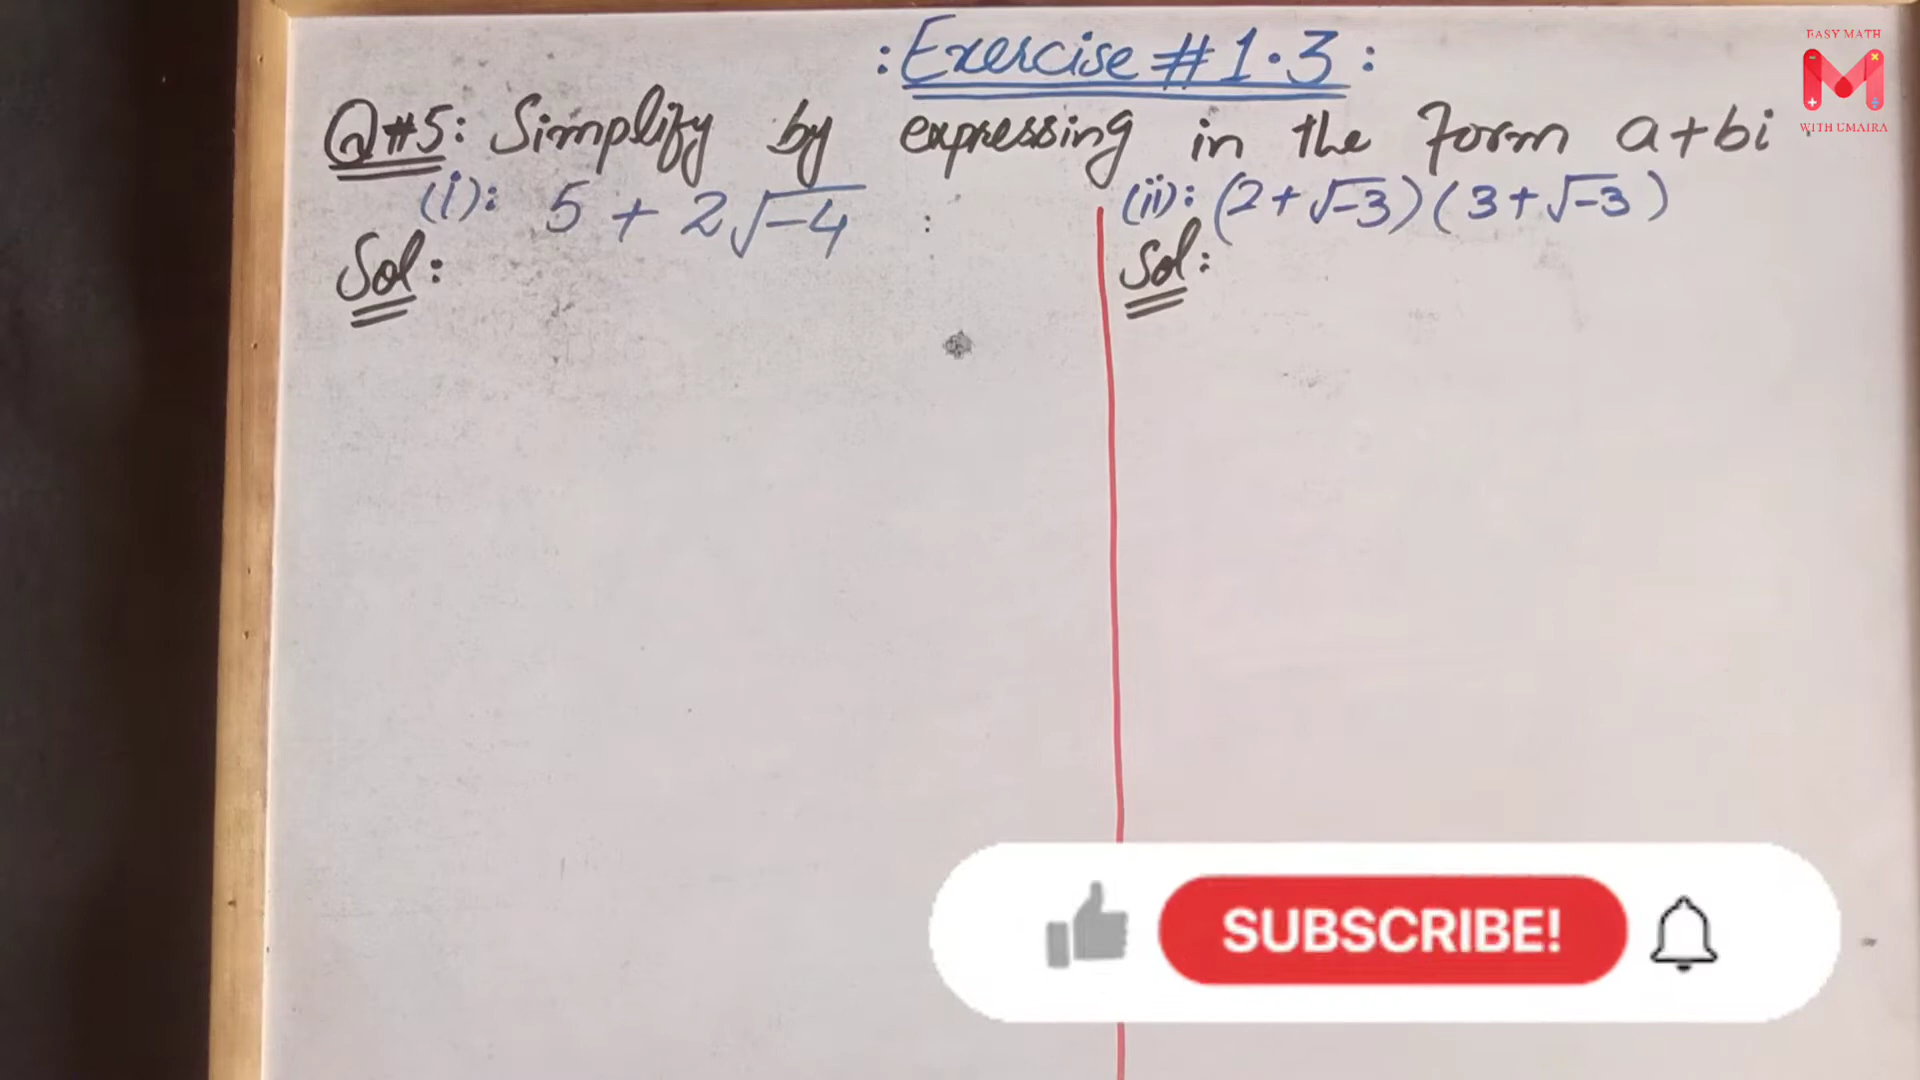 : Exercise # 1.3 :
EASY MATH
WITH UMAIRA
Q#5: Simplify by expressing in the form a+bi.
(i): 5 + 2√-4 :
(ii): (2+√-3)(3+√-3)
Sol:
Sol:
SUBSCRIBE!